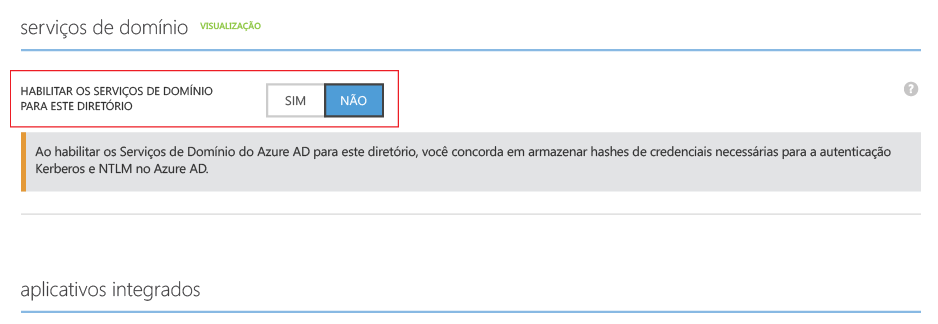 serviços de domínio VISUALIZAÇÃO
HABILITAR OS SERVIÇOS DE DOMÍNIO
PARA ESTE DIRETÓRIO
SIM NÃO
?
Ao habilitar os Serviços de Domínio do Azure AD para este diretório, você concorda em armazenar hashes de credenciais necessárias para a autenticação
Kerberos e NTLM no Azure AD.
aplicativos integrados